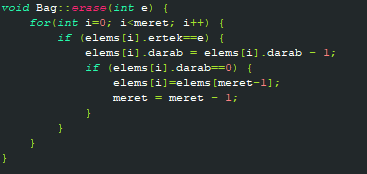 void Bag::erase(int e) {
for(int i=0; i<meret; i++) {
if (elems[i].ertek==e) {
elems[i].darab = elems[i].darab - 1;
if (elems[i].darab==0) {
elems[i]=elems[meret-1];
meret = meret - 1;
}
}
}
}